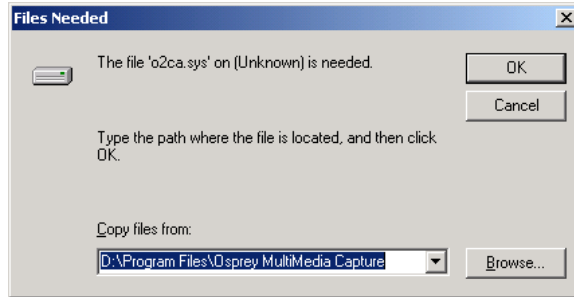 Files Needed
The file 'o2ca.sys' on (Unknown) is needed.
OK
Cancel
Type the path where the file is located, and then click
OK.
Copy files from:
D:\Program Files\Osprey MultiMedia Capture
Browse...